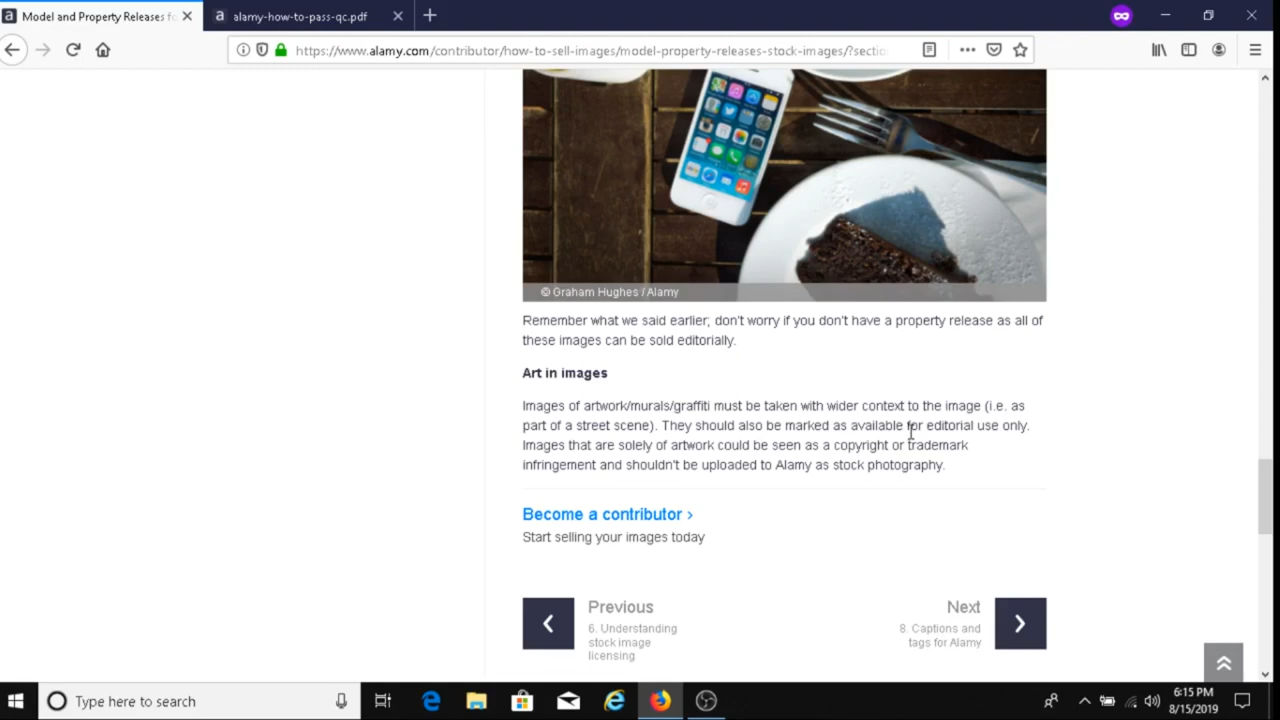 Model and Property Releases fo
alamy-how-to-pass-qc.pdf
https://www.alamy.com/contributor/how-to-sell-images/model-property-releases-stock-images/?sectio
© Graham Hughes / Alamy
Remember what we said earlier; don't worry if you don't have a property release as all of
these images can be sold editorially.
Art in images
Images of artwork/murals/graffiti must be taken with wider context to the image (i.e. as
part of a street scene). They should also be marked as available for editorial use only.
Images that are solely of artwork could be seen as a copyright or trademark
infringement and shouldn't be uploaded to Alamy as stock photography.
Become a contributor ›
Start selling your images today
Previous
6. Understanding
stock image
licensing
Next
8. Captions and
tags for Alamy
Type here to search
6:15 PM
8/15/2019